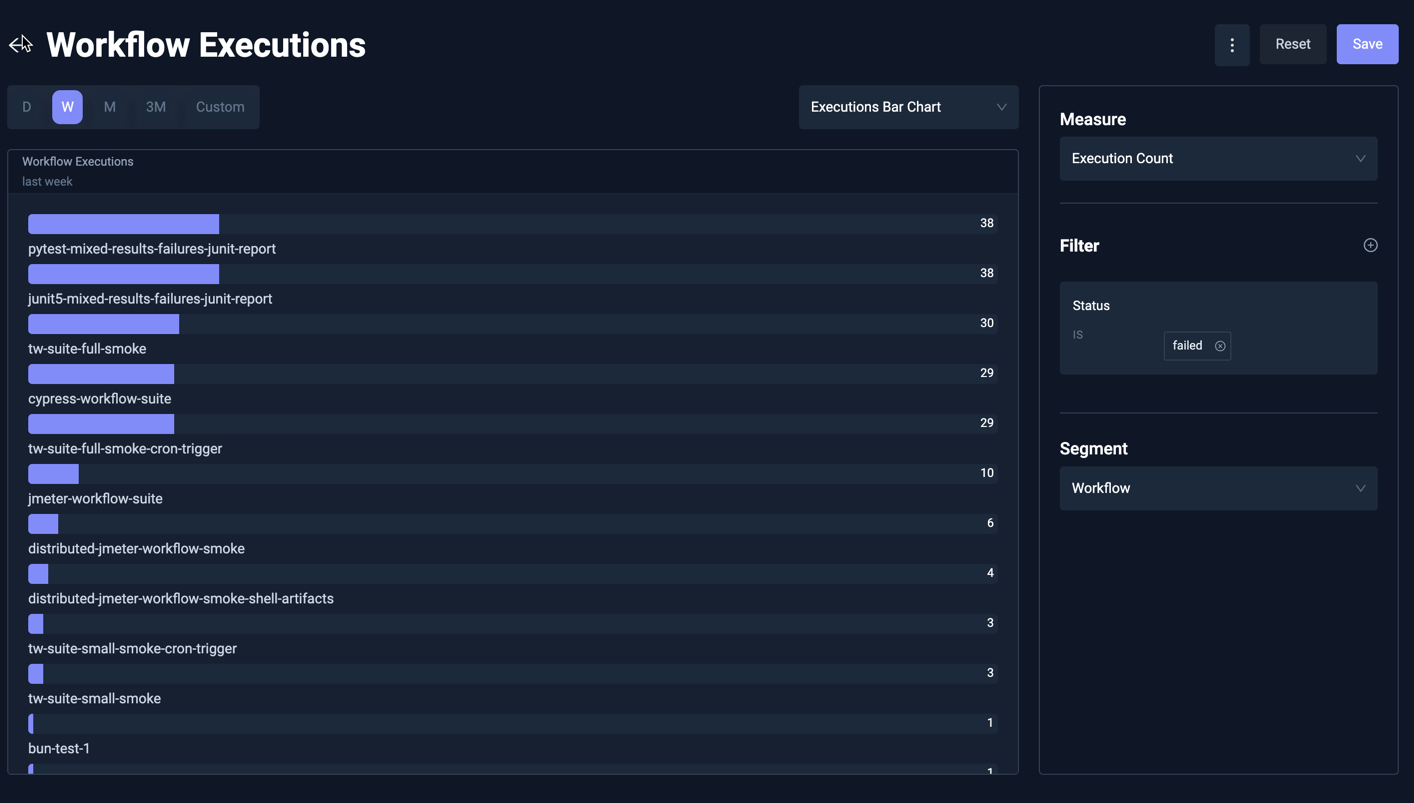 Workflow Executions
Reset
Save
D
W
M
3M
Custom
Executions Bar Chart
Workflow Executions
last week
38
pytest-mixed-results-failures-junit-report
38
junit5-mixed-results-failures-junit-report
30
tw-suite-full-smoke
29
cypress-workflow-suite
29
tw-suite-full-smoke-cron-trigger
10
jmeter-workflow-suite
6
distributed-jmeter-workflow-smoke
4
distributed-jmeter-workflow-smoke-shell-artifacts
3
tw-suite-small-smoke-cron-trigger
3
tw-suite-small-smoke
1
bun-test-1
1
Measure
Execution Count
Filter
Status
IS
failed
Segment
Workflow